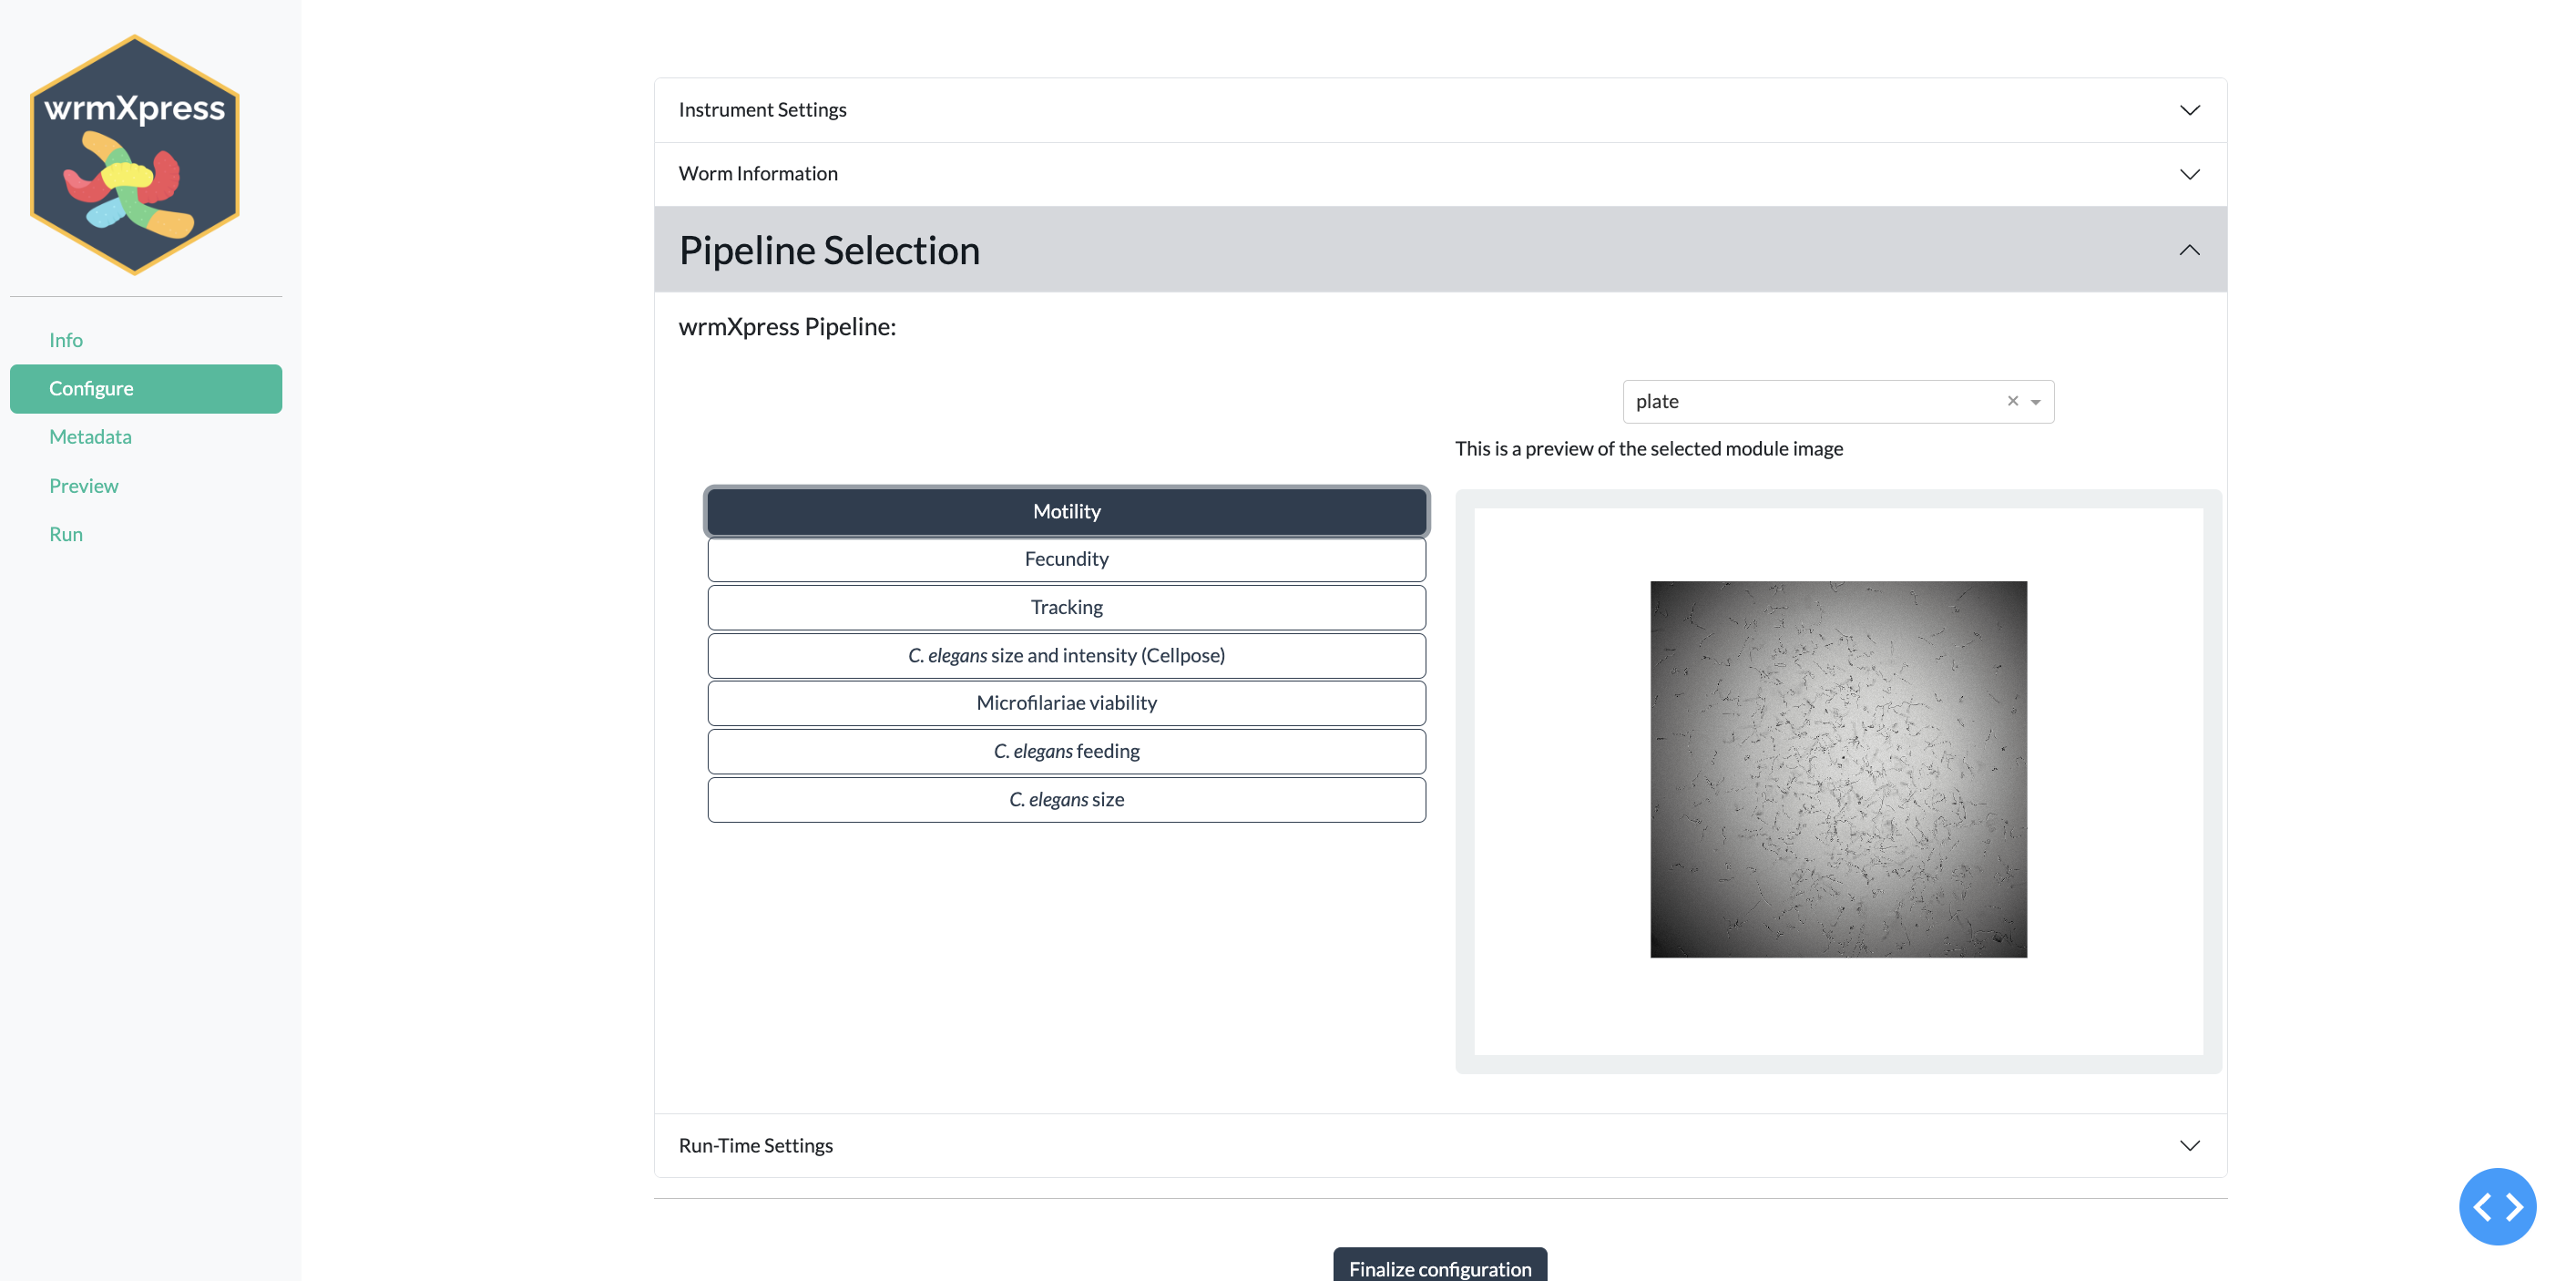 wrmXpress
Info
Configure
Metadata
Preview
Run
Instrument Settings
Worm Information
Pipeline Selection
wrmXpress Pipeline:
plate
This is a preview of the selected module image
Motility
Fecundity
Tracking
C. elegans size and intensity (Cellpose)
Microfilariae viability
C. elegans feeding
C. elegans size
Run-Time Settings
Finalize configuration